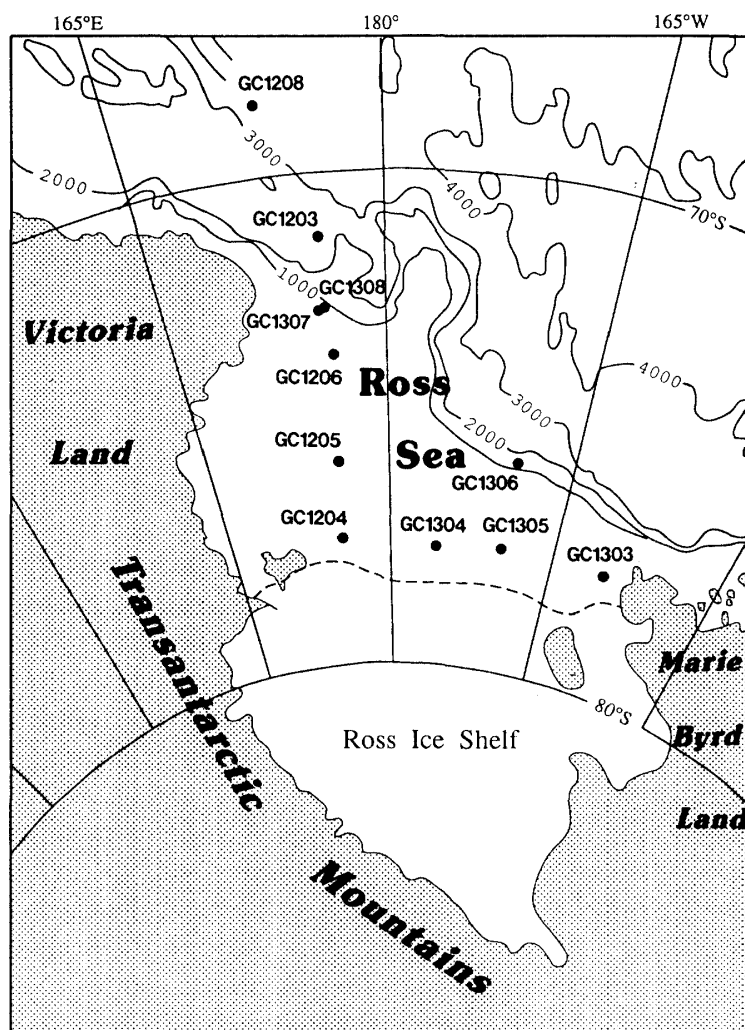 165°E 180° 165°W
GC1208
3000
2000
4000
GC1203
70°S
1000
GC1308
GC1307
Victoria
GC1206
Ross
4000
3000
2000
GC1205
Land
Sea
GC1306
GC1204
GC1304
GC1305
GC1303
Transantarctic
Marie
80°S
Ross Ice Shelf
Byrd
Land
Mountains